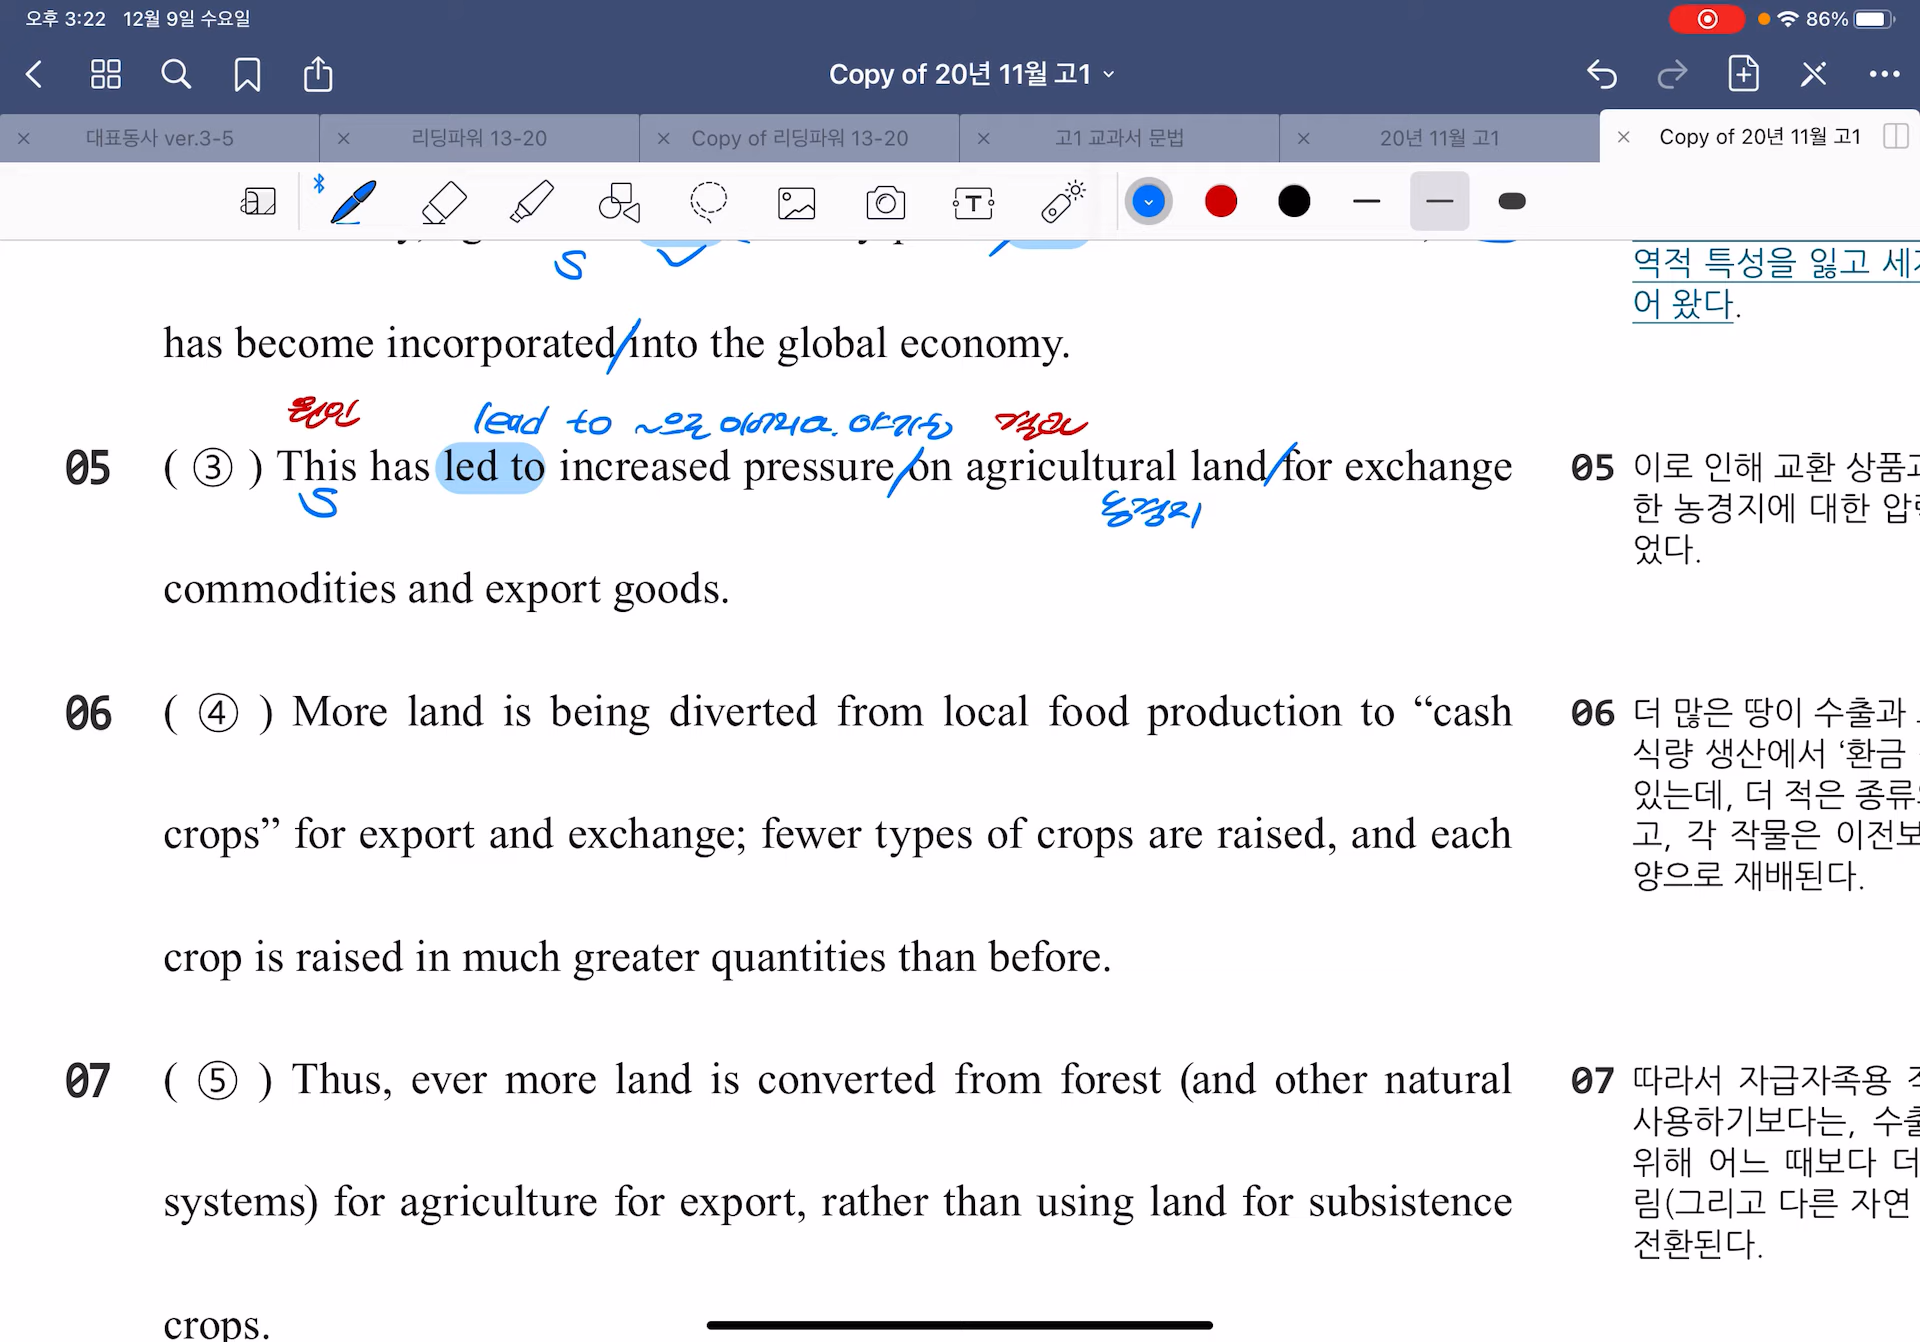 오후 3:22 12월 9일 수요일
86%
Copy of 20년 11월 고1
대표동사 ver.3-5
리딩파워 13-20
Copy of 리딩파워 13-20
고1 교과서 문법
20년 11월 고1
Copy of 20년 11월 고1
S
역적 특성을 잃고 세
어 왔다.
has become incorporated/into the global economy.
원인 lead to ~으로 이어지다. 야기하다 결과
05 ( ③ ) This has led to increased pressure/on agricultural land/for exchange
S 농경지
commodities and export goods.
05 이로 인해 교환 상품과
한 농경지에 대한 압
었다.
06 ( ④ ) More land is being diverted from local food production to “cash
crops” for export and exchange; fewer types of crops are raised, and each
crop is raised in much greater quantities than before.
06 더 많은 땅이 수출과
식량 생산에서 ‘환금
있는데, 더 적은 종류
고, 각 작물은 이전보
양으로 재배된다.
07 ( ⑤ ) Thus, ever more land is converted from forest (and other natural
systems) for agriculture for export, rather than using land for subsistence
crops.
07 따라서 자급자족용
사용하기보다는, 수출
위해 어느 때보다 더
림(그리고 다른 자연
전환된다.